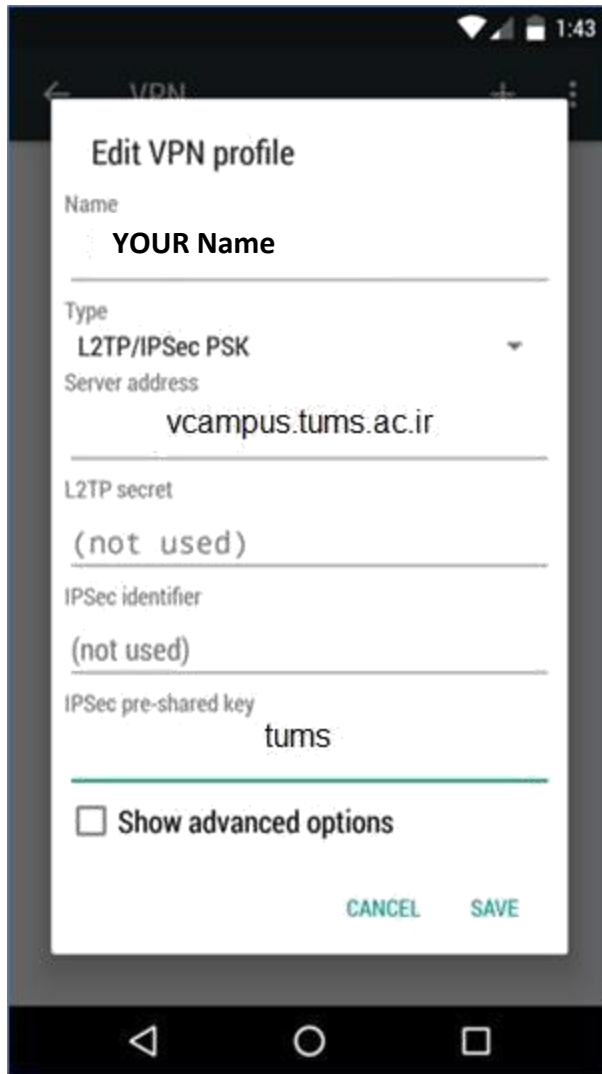 1:43
VPN
Edit VPN profile
Name
YOUR Name
Type
L2TP/IPSec PSK
Server address
vcampus.tums.ac.ir
L2TP secret
(not used)
IPSec identifier
(not used)
IPSec pre-shared key
tums
Show advanced options
CANCEL SAVE